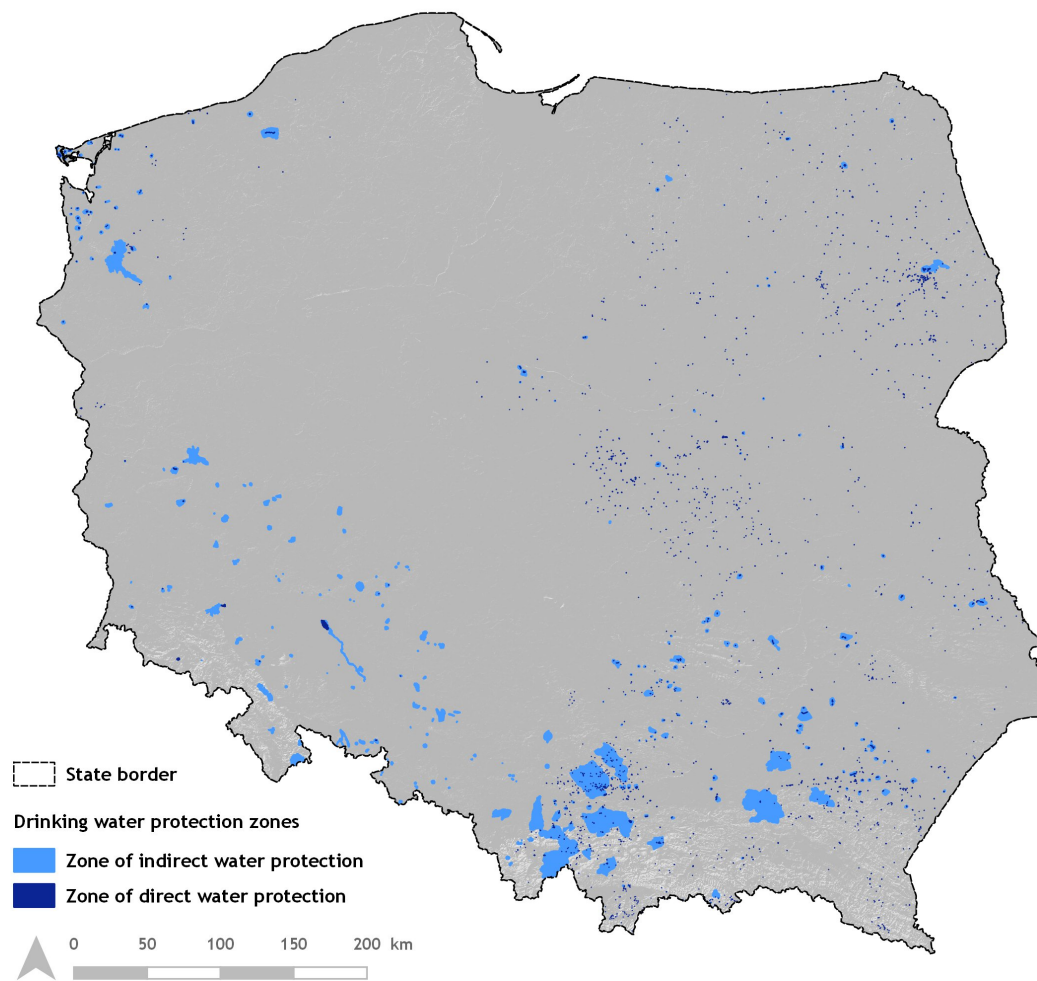 State border
Drinking water protection zones
Zone of indirect water protection
Zone of direct water protection
0 50 100 150 200 km